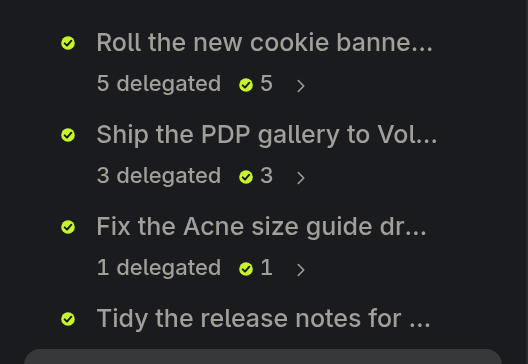 Roll the new cookie banne...
5 delegated 5
Ship the PDP gallery to Vol...
3 delegated 3
Fix the Acne size guide dr...
1 delegated 1
Tidy the release notes for ...